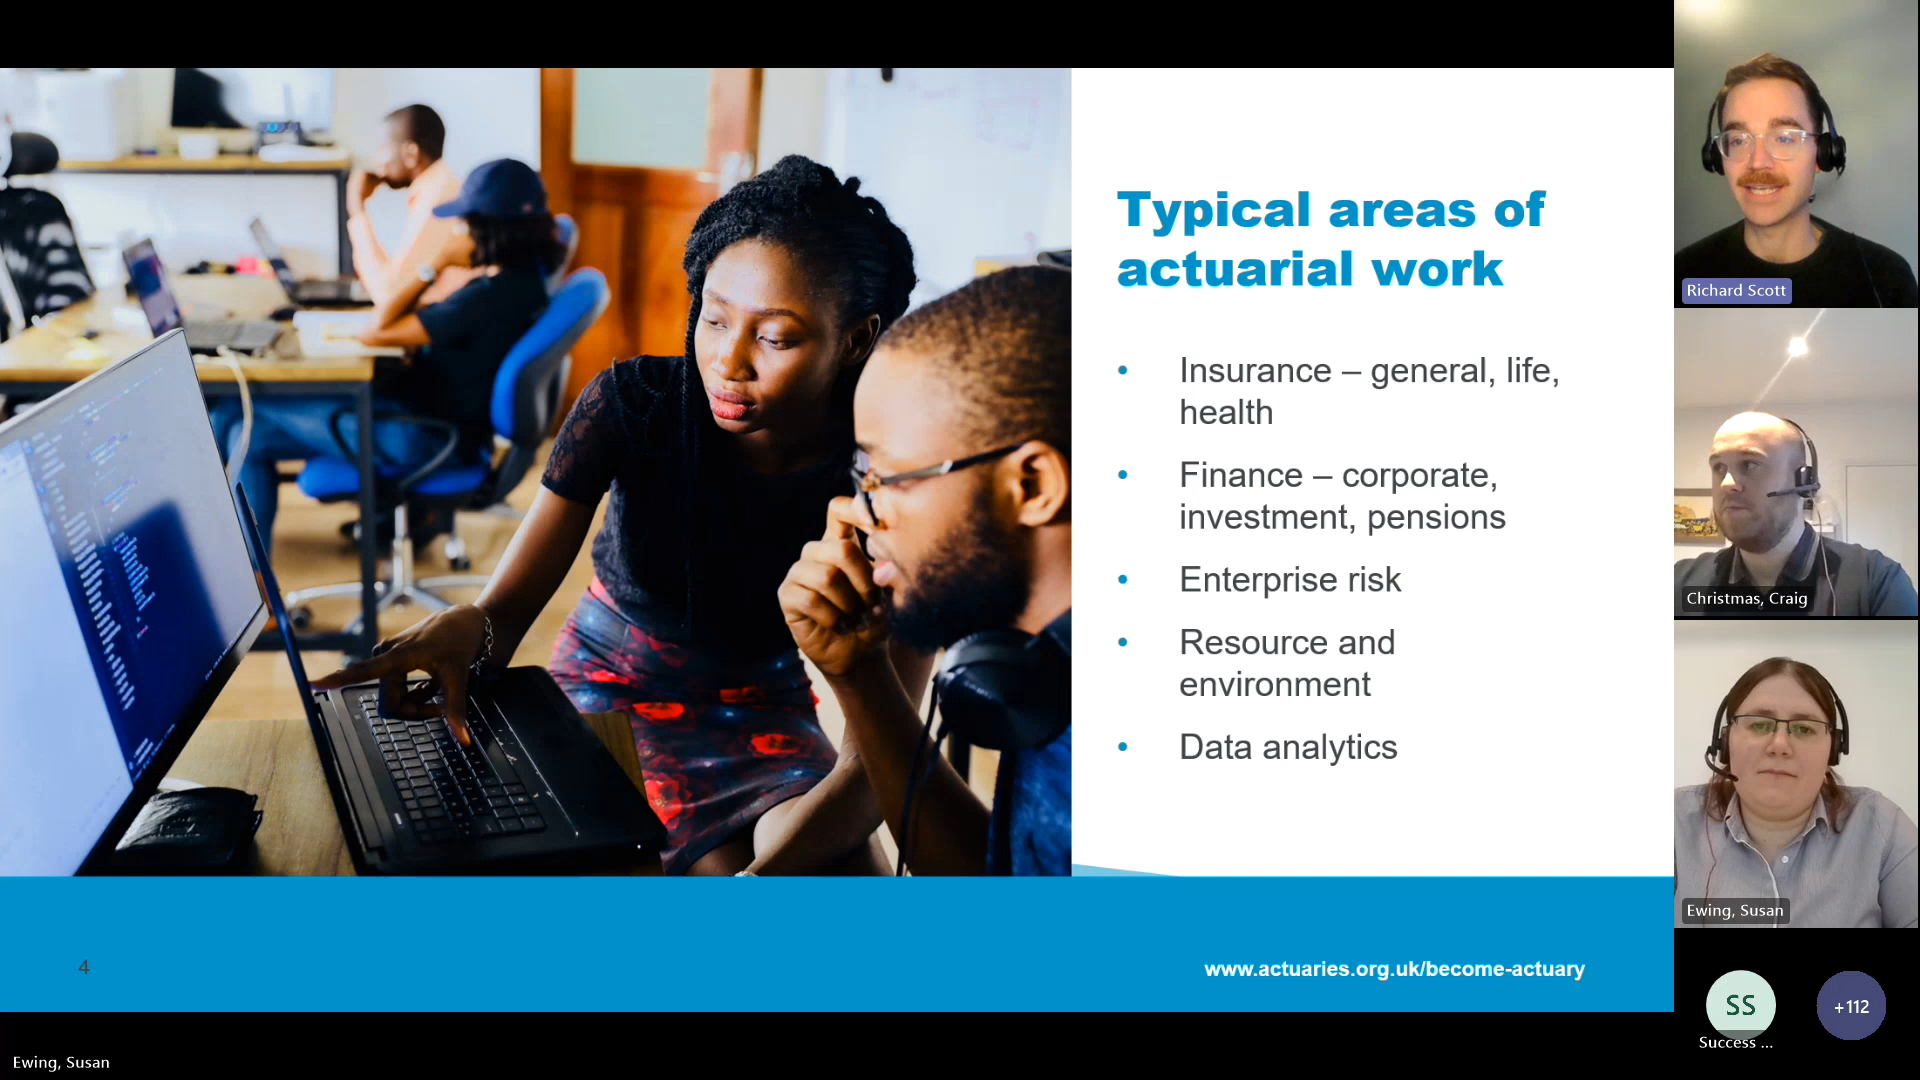 Typical areas of
actuarial work
• Insurance – general, life,
health
• Finance – corporate,
investment, pensions
• Enterprise risk
• Resource and
environment
• Data analytics
4
www.actuaries.org.uk/become-actuary
Ewing, Susan
Richard Scott
Christmas, Craig
Ewing, Susan
SS
Success ...
+112